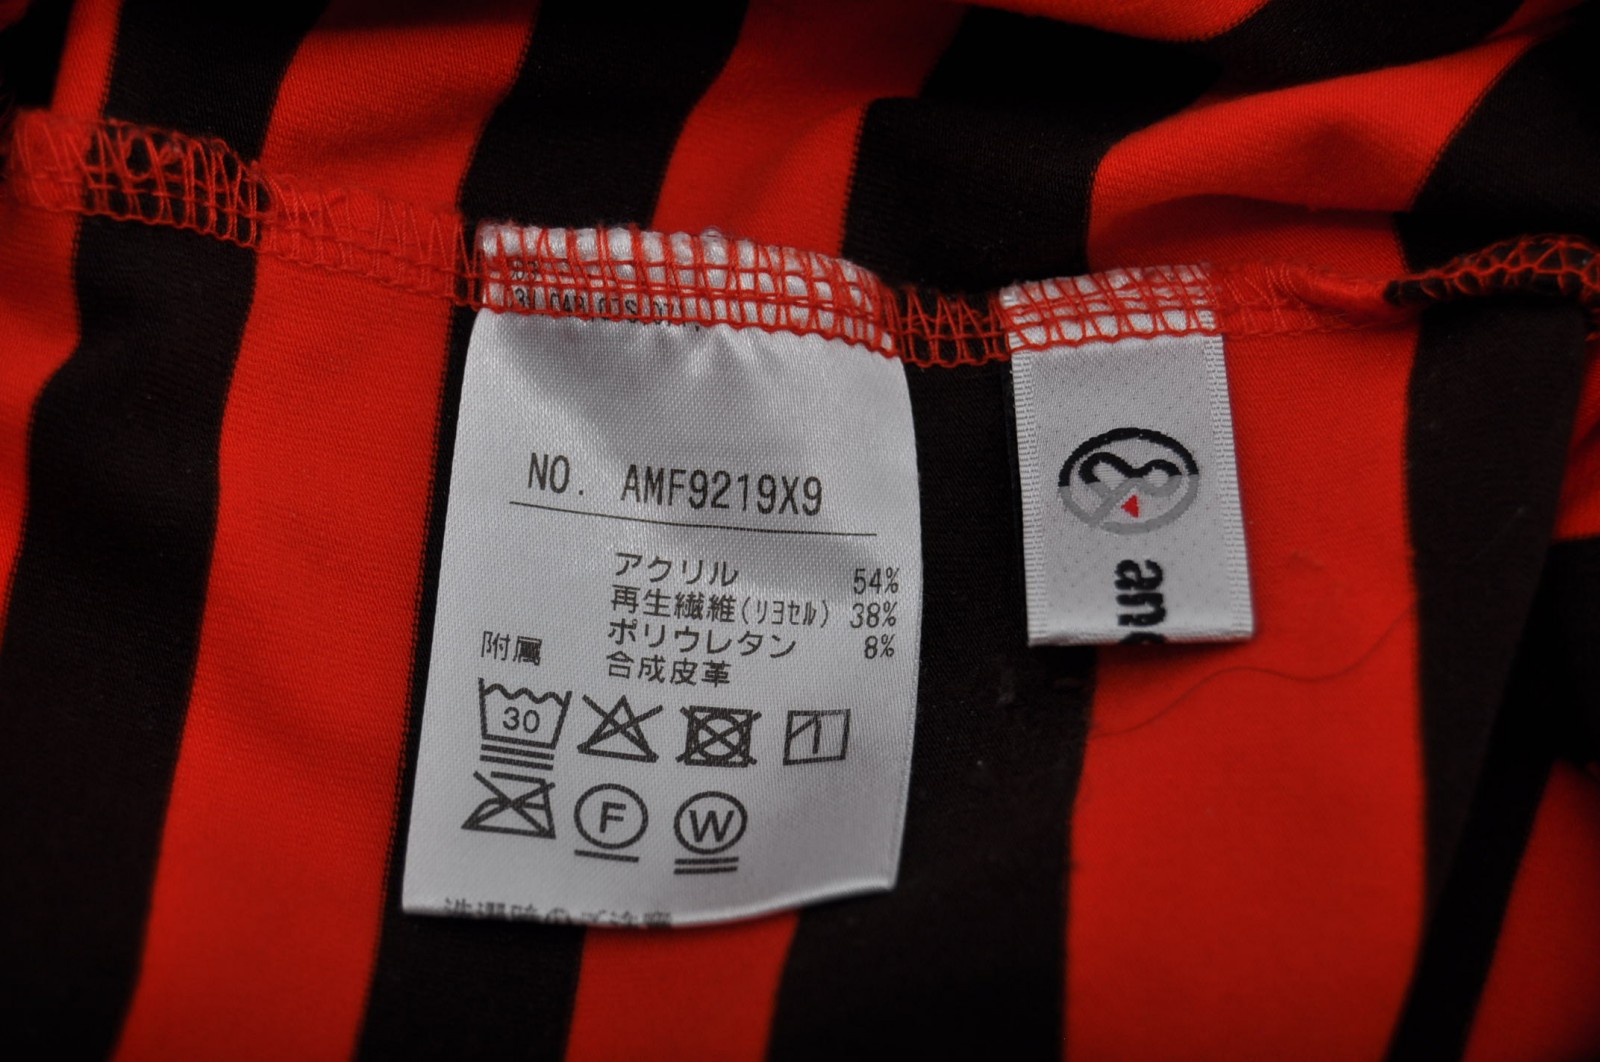 NO. AMF9219X9
アクリル 54%
再生繊維(リヨセル) 38%
ポリウレタン 8%
附属 合成皮革
30
F
W
and